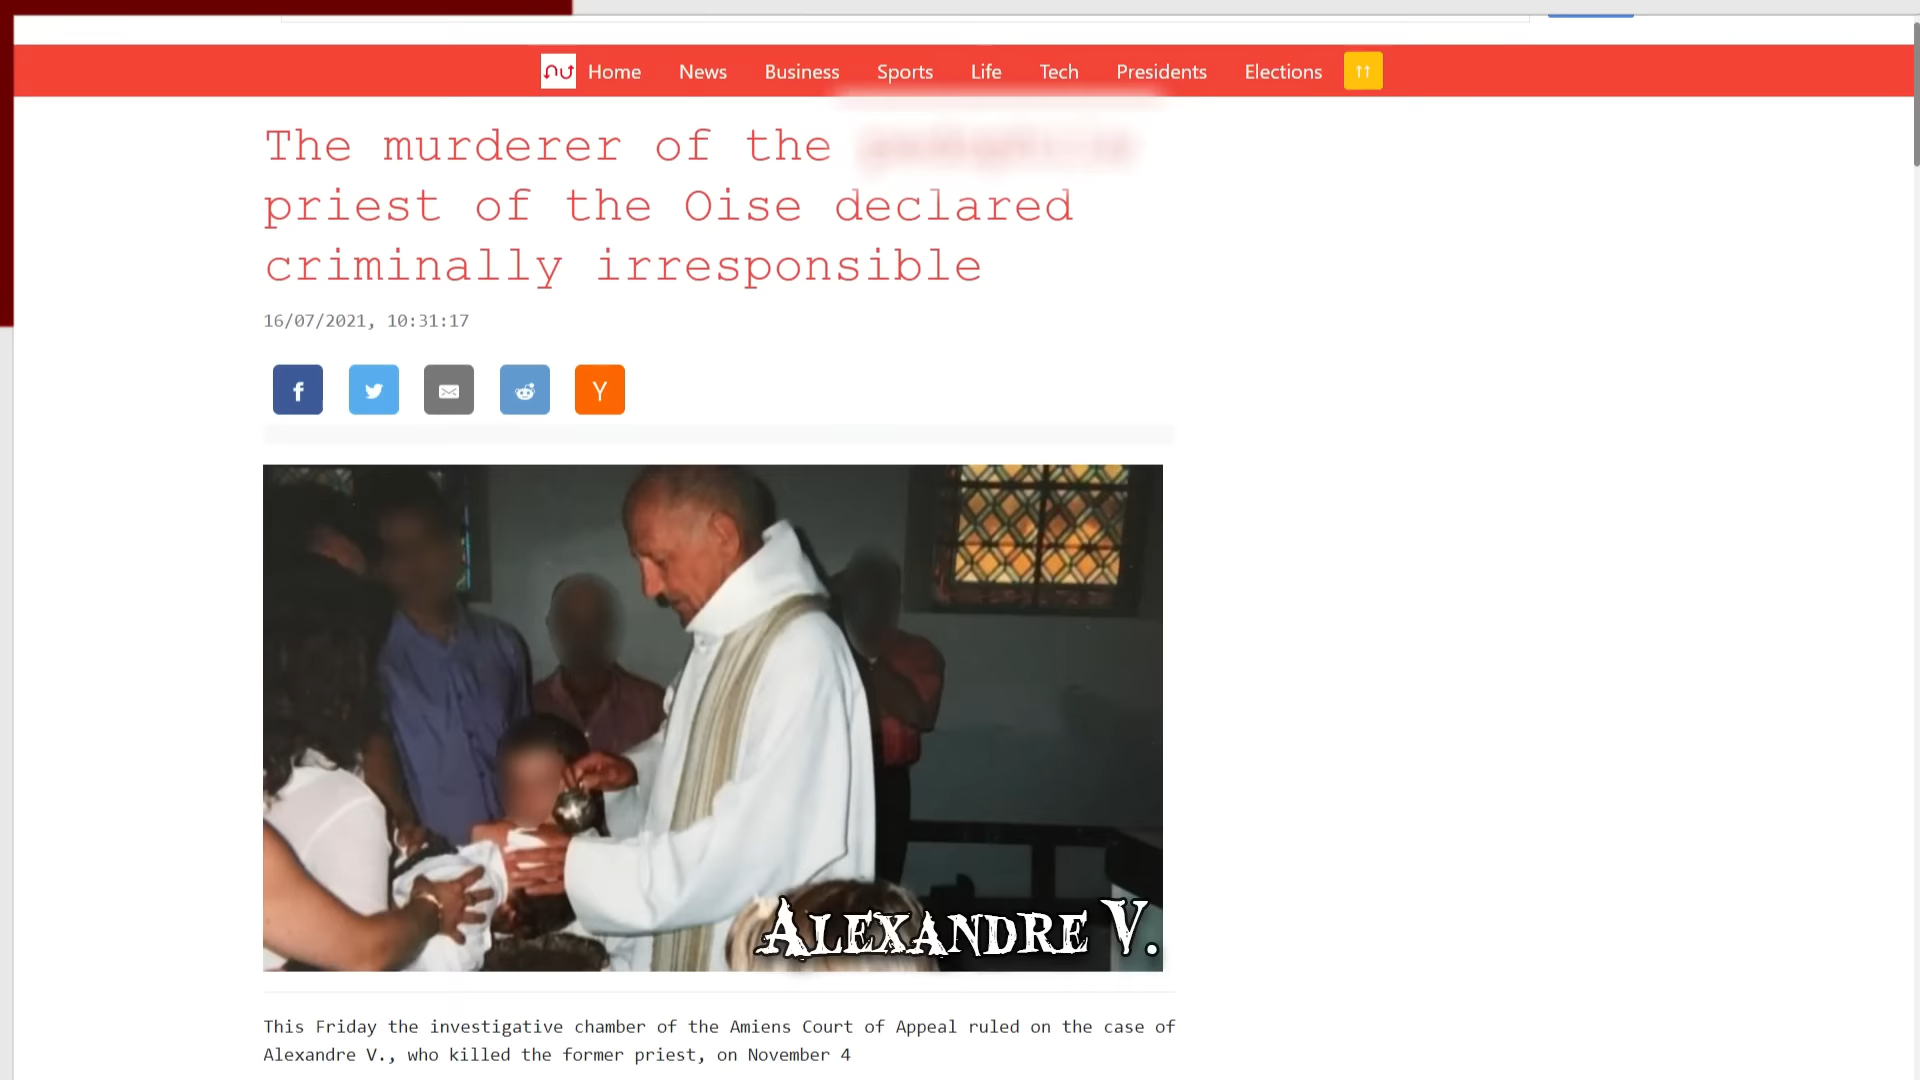 Home News Business Sports Life Tech Presidents Elections
The murderer of the
priest of the Oise declared
criminally irresponsible
16/07/2021, 10:31:17
ALEXANDRE V.
This Friday the investigative chamber of the Amiens Court of Appeal ruled on the case of
Alexandre V., who killed the former priest, on November 4